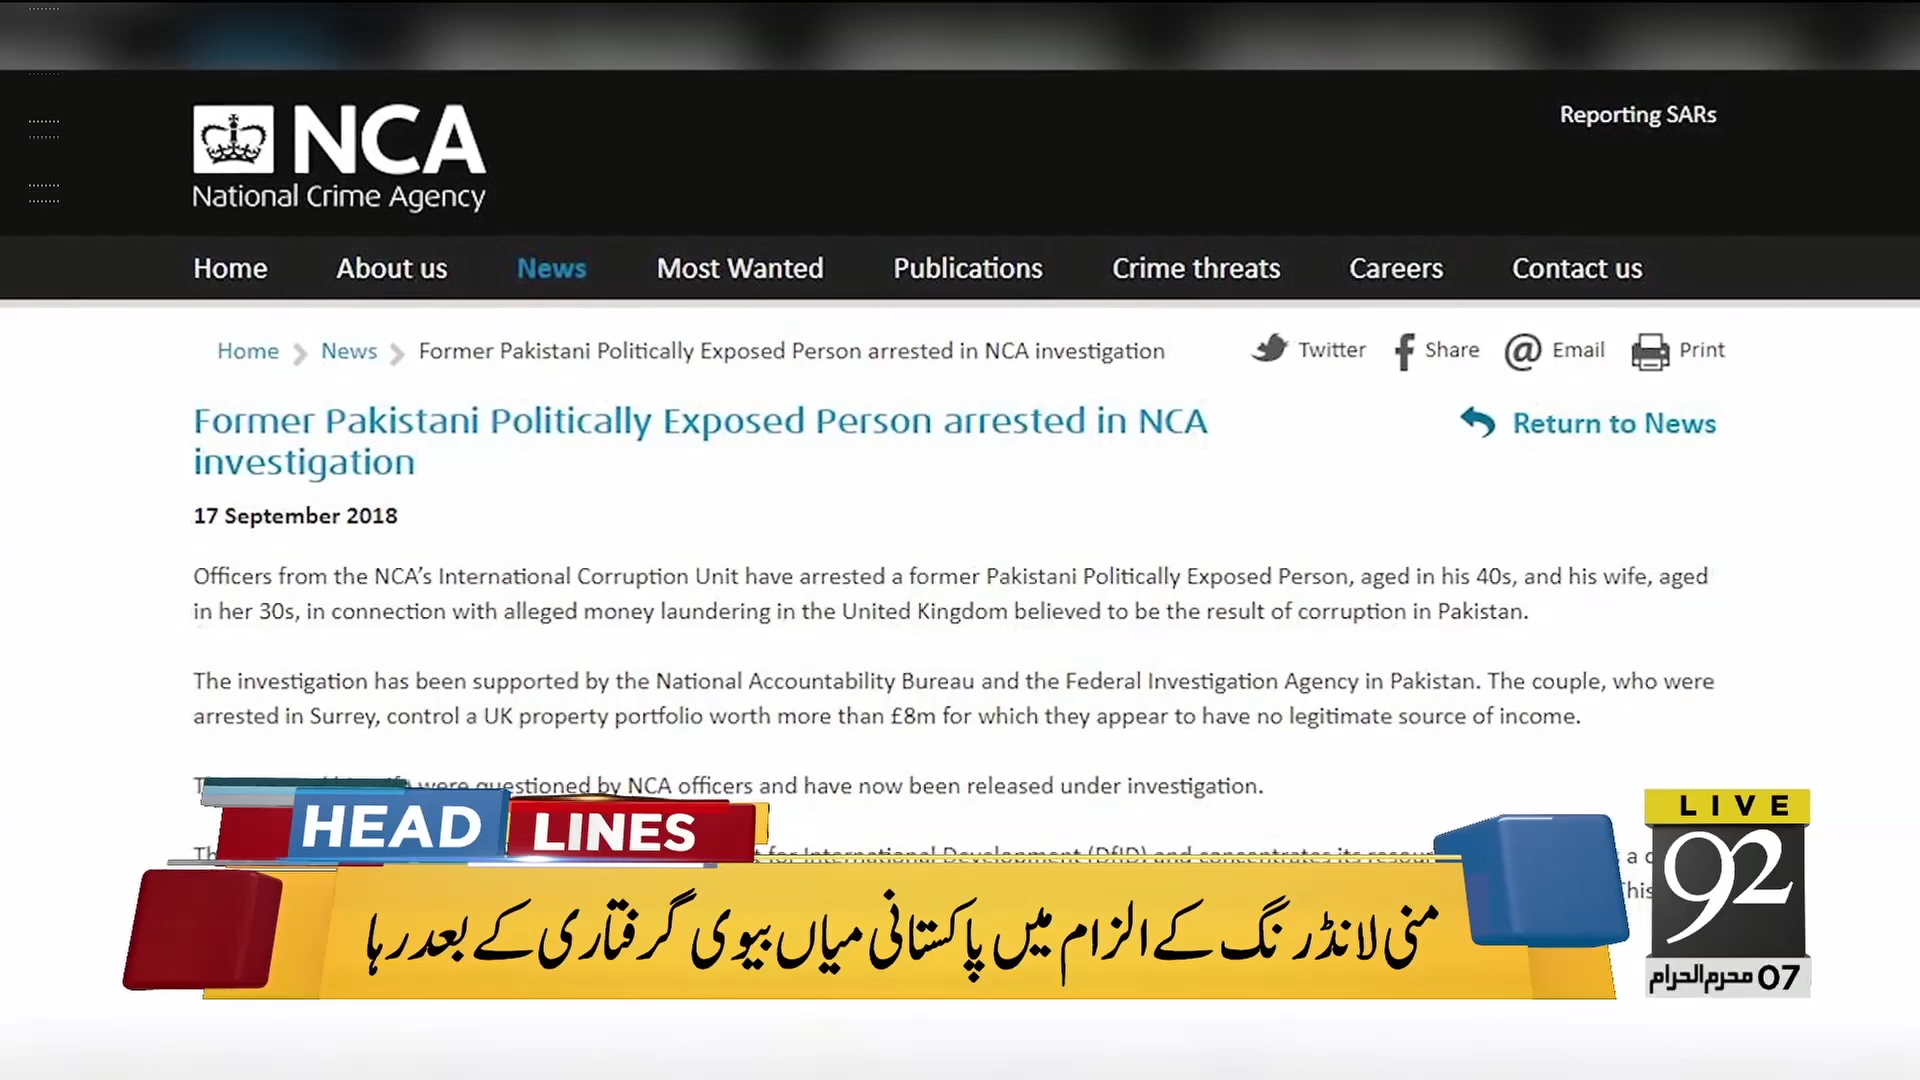 NCA
National Crime Agency
Reporting SARs
Home About us News Most Wanted Publications Crime threats Careers Contact us
Home News Former Pakistani Politically Exposed Person arrested in NCA investigation
Twitter Share Email Print
Former Pakistani Politically Exposed Person arrested in NCA
investigation
Return to News
17 September 2018
Officers from the NCA's International Corruption Unit have arrested a former Pakistani Politically Exposed Person, aged in his 40s, and his wife, aged
in her 30s, in connection with alleged money laundering in the United Kingdom believed to be the result of corruption in Pakistan.
The investigation has been supported by the National Accountability Bureau and the Federal Investigation Agency in Pakistan. The couple, who were
arrested in Surrey, control a UK property portfolio worth more than £8m for which they appear to have no legitimate source of income.
were questioned by NCA officers and have now been released under investigation.
for International Development (DfID) and concentrates its
HEAD LINES
منی لانڈرنگ کے الزام میں پاکستانی میاں بیوی گرفتاری کے بعد رہا
LIVE
92
07 محرم الحرام